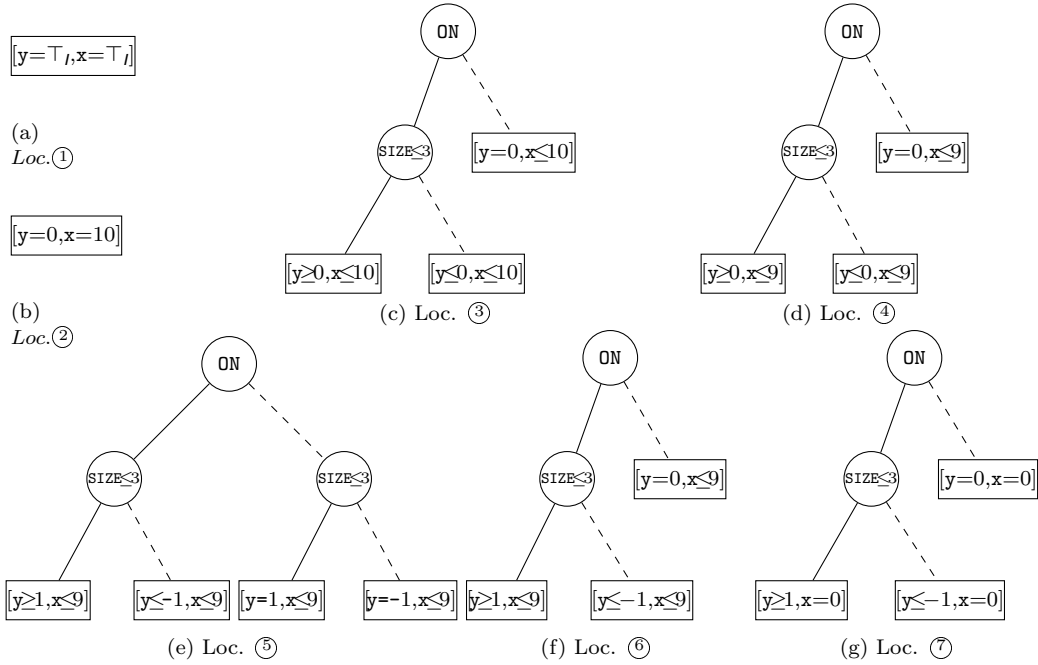 [y=⊤I,x=⊤I]
(a)
Loc.①
[y=0,x=10]
(b)
Loc.②
ON
SIZE≤3
[y=0,x≤10]
[y≥0,x≤10]
[y≤0,x≤10]
(c) Loc. ③
ON
SIZE≤3
[y=0,x≤9]
[y≥0,x≤9]
[y≤0,x≤9]
(d) Loc. ④
ON
SIZE≤3
SIZE≤3
[y≥1,x≤9]
[y≤-1,x≤9]
[y=1,x≤9]
[y=-1,x≤9]
(e) Loc. ⑤
ON
SIZE≤3
[y=0,x≤9]
[y≥1,x≤9]
[y≤−1,x≤9]
(f) Loc. ⑥
ON
SIZE≤3
[y=0,x=0]
[y≥1,x=0]
[y≤−1,x=0]
(g) Loc. ⑦